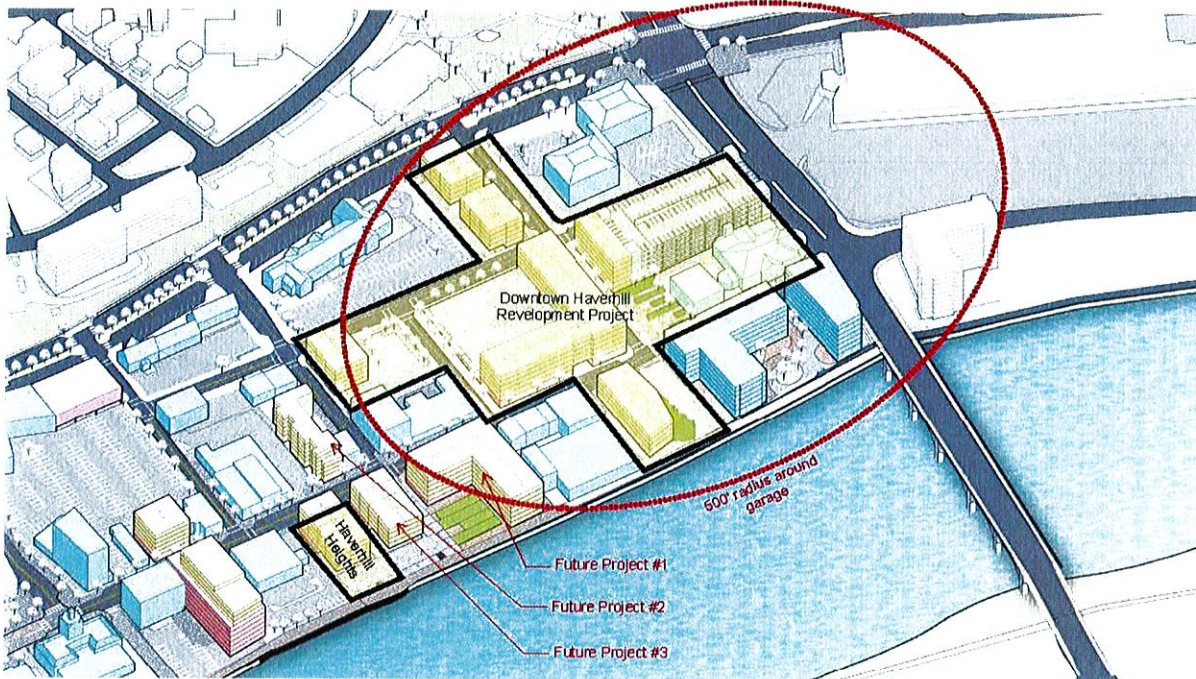 Downtown Haverhill
Revelopment Project
500' radius around
garage
Haverhill
Heights
Future Project #1
Future Project #2
Future Project #3